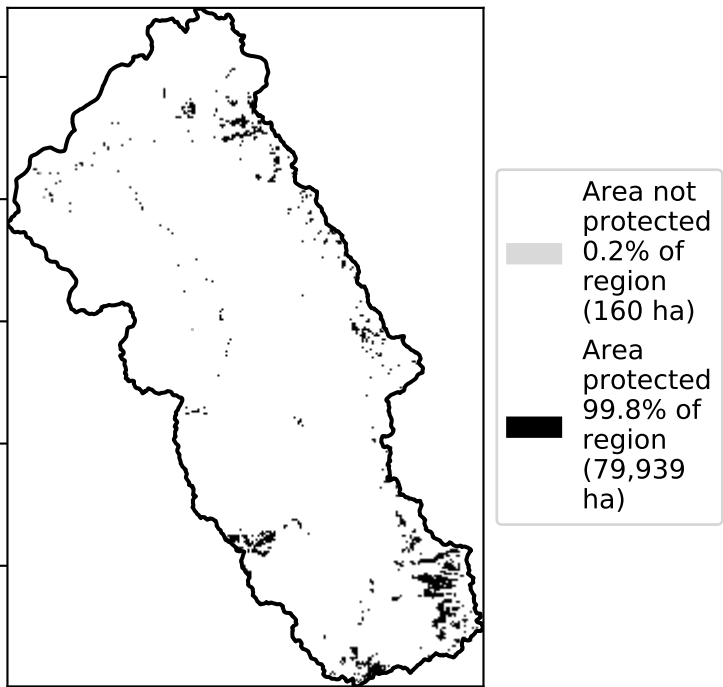 Area not
protected
0.2% of
region
(160 ha)
Area
protected
99.8% of
region
(79,939
ha)